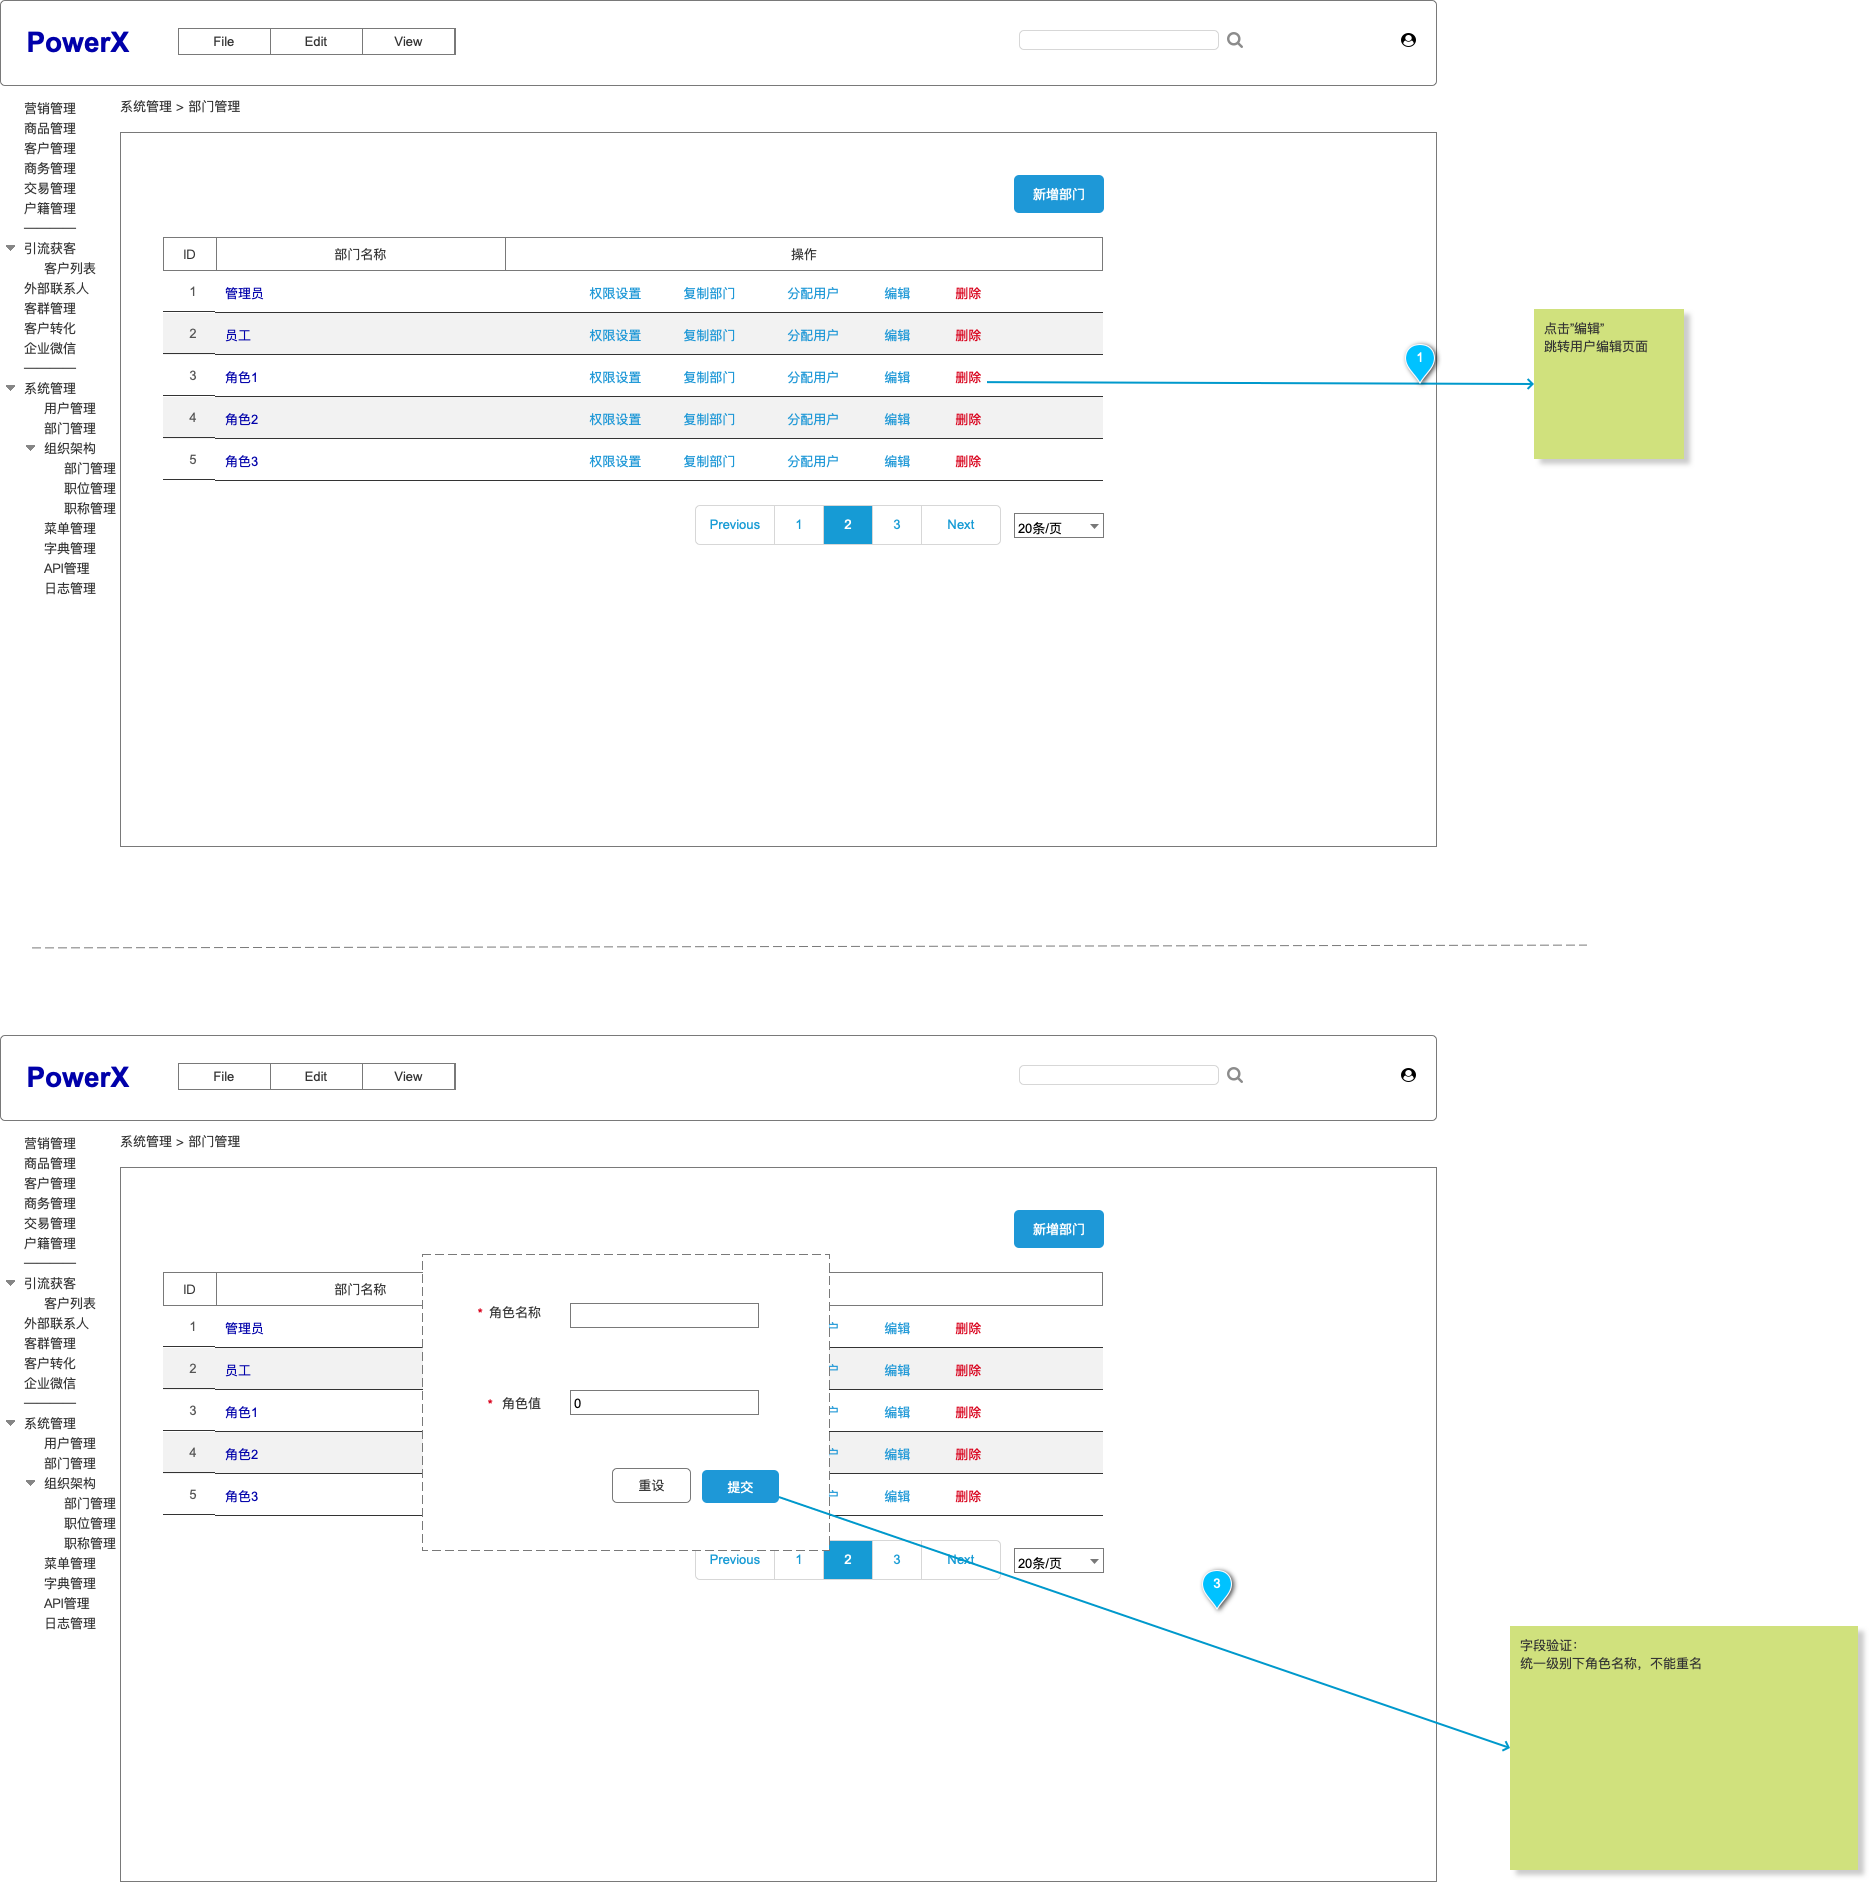 PowerX
File Edit View
系统管理 > 部门管理
营销管理
商品管理
客户管理
商务管理
交易管理
户籍管理
引流获客
客户列表
外部联系人
客群管理
客户转化
企业微信
系统管理
用户管理
部门管理
组织架构
部门管理
职位管理
职称管理
菜单管理
字典管理
API管理
日志管理
新增部门
ID 部门名称 操作
1 管理员 权限设置 复制部门 分配用户 编辑 删除
2 员工 权限设置 复制部门 分配用户 编辑 删除
3 角色1 权限设置 复制部门 分配用户 编辑 删除
4 角色2 权限设置 复制部门 分配用户 编辑 删除
5 角色3 权限设置 复制部门 分配用户 编辑 删除
Previous 1 2 3 Next 20条/页
1
点击”编辑”
跳转用户编辑页面
PowerX
File Edit View
系统管理 > 部门管理
营销管理
商品管理
客户管理
商务管理
交易管理
户籍管理
引流获客
客户列表
外部联系人
客群管理
客户转化
企业微信
系统管理
用户管理
部门管理
组织架构
部门管理
职位管理
职称管理
菜单管理
字典管理
API管理
日志管理
新增部门
ID 部门名称
1 管理员 编辑 删除
2 员工 编辑 删除
3 角色1 编辑 删除
4 角色2 编辑 删除
5 角色3 编辑 删除
* 角色名称
* 角色值 0
重设 提交
Previous 1 2 3 Next 20条/页
3
字段验证：
统一级别下角色名称，不能重名